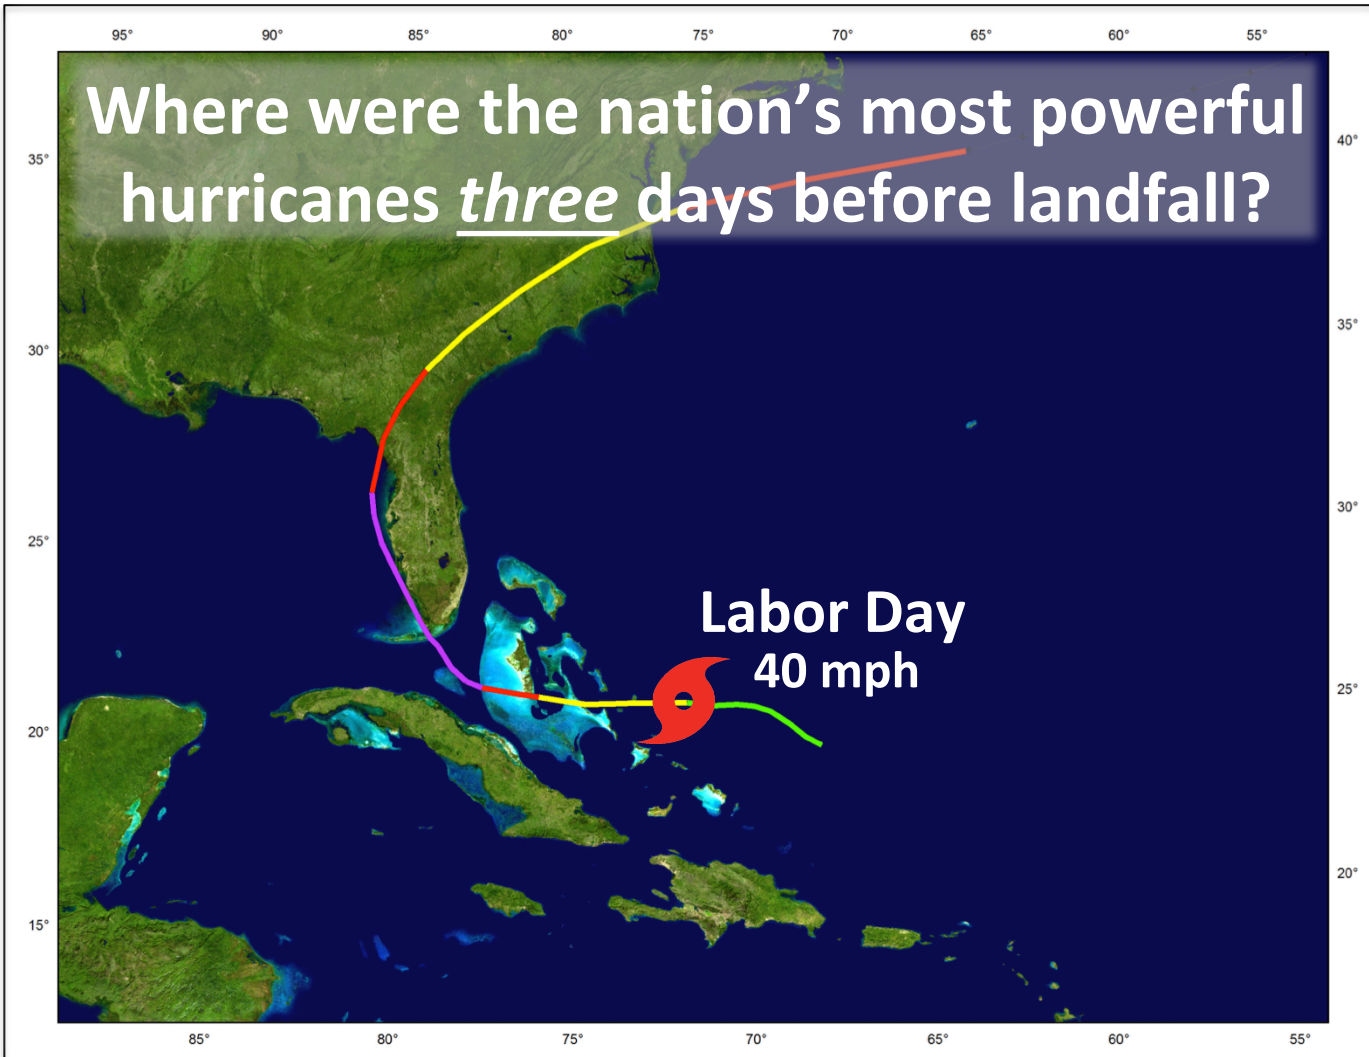 95° 90° 85° 80° 75° 70° 65° 60° 55°
Where were the nation's most powerful
hurricanes three days before landfall?
40°
35°
35°
30°
30°
25°
Labor Day
40 mph
25°
20°
20°
15°
85° 80° 75° 70° 65° 60° 55°